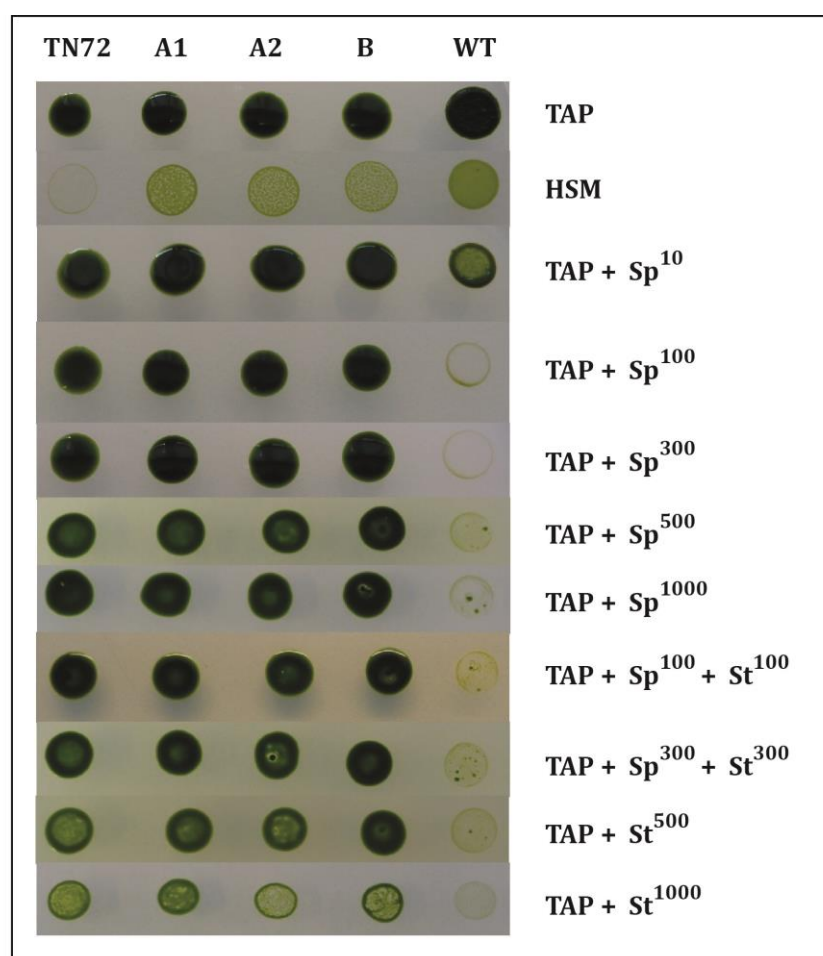 TN72 A1 A2 B WT
TAP
HSM
TAP + Sp10
TAP + Sp100
TAP + Sp300
TAP + Sp500
TAP + Sp1000
TAP + Sp100 + St100
TAP + Sp300 + St300
TAP + St500
TAP + St1000